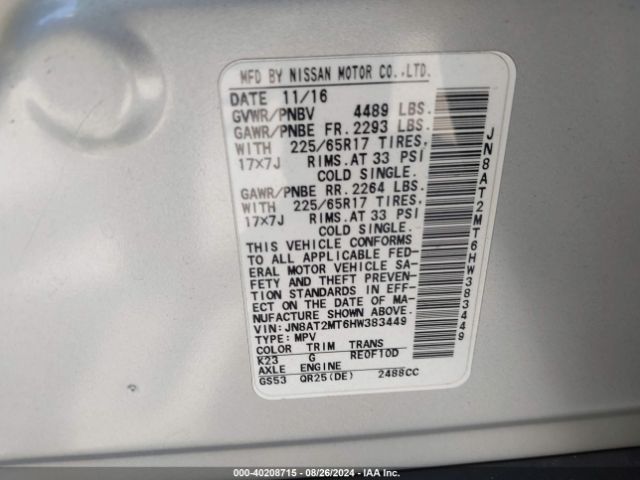 MFD BY NISSAN MOTOR CO.,LTD.
DATE 11/16
GVWR/PNBV 4489 LBS.
GAWR/PNBE FR. 2293 LBS.
WITH 225/65R17 TIRES,
17×7J RIMS.AT 33 PSI
COLD SINGLE.
GAWR/PNBE RR. 2264 LBS.
WITH 225/65R17 TIRES,
17×7J RIMS.AT 33 PSI
COLD SINGLE.
THIS VEHICLE CONFORMS
TO ALL APPLICABLE FED-
ERAL MOTOR VEHICLE SA-
FETY AND THEFT PREVEN-
TION STANDARDS IN EFF-
ECT ON THE DATE OF MA-
NUFACTURE SHOWN ABOVE
VIN:JN8AT2MT6HW383449
TYPE:MPV
COLOR TRIM TRANS
K23 G RE0F10D
AXLE ENGINE
GS53 QR25(DE) 2488CC
JN8AT2MT6HW383449
000-40208715 - 08/26/2024 - IAA Inc.